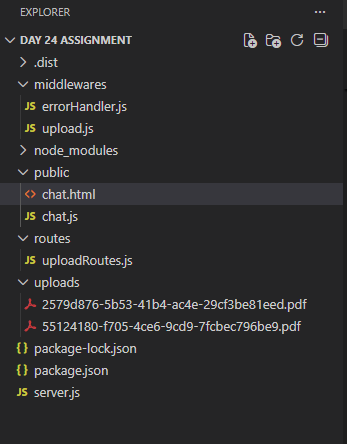 EXPLORER
DAY 24 ASSIGNMENT
.dist
middlewares
JS errorHandler.js
JS upload.js
node_modules
public
<> chat.html
JS chat.js
routes
JS uploadRoutes.js
uploads
2579d876-5b53-41b4-ac4e-29cf3be81eed.pdf
55124180-f705-4ce6-9cd9-7fcbec796be9.pdf
{} package-lock.json
{} package.json
JS server.js